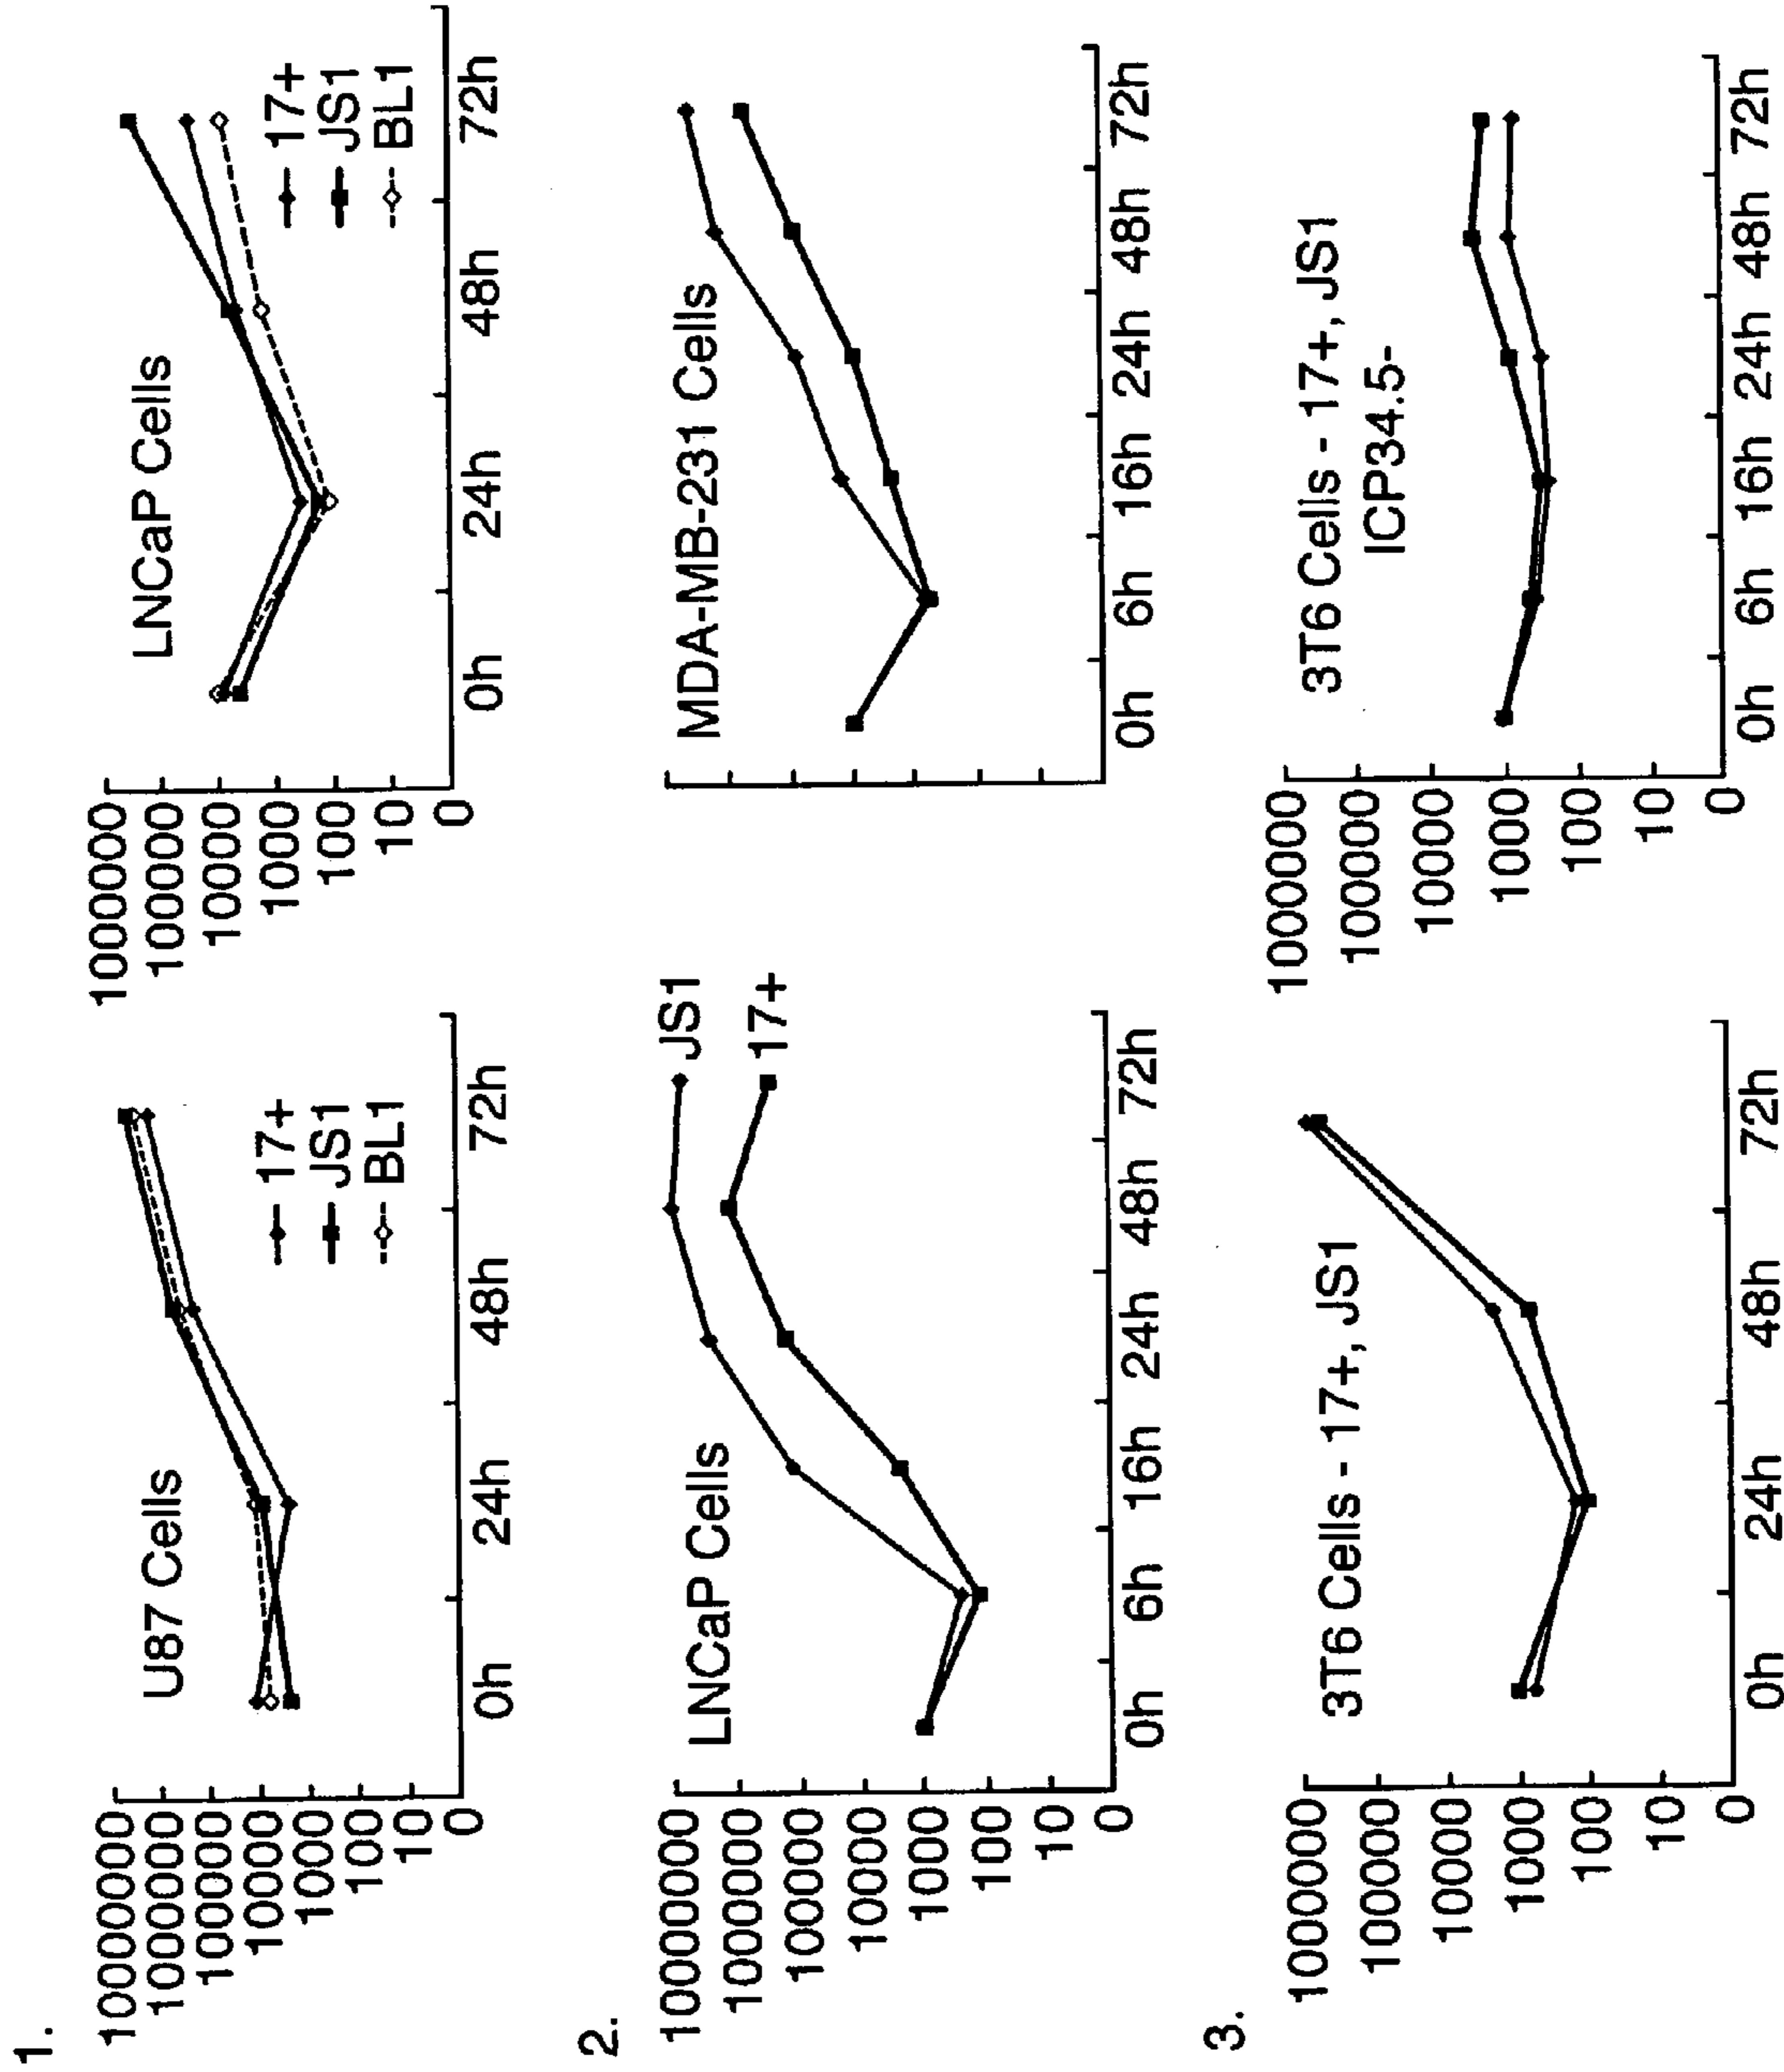 1.
U87 Cells
10000000
1000000
100000
10000
1000
100
10
0
0h 24h 48h 72h
17+
JS1
BL1
LNCaP Cells
1000000
100000
10000
1000
100
10
0
0h 24h 48h 72h
17+
JS1
BL1
2.
LNCaP Cells
10000000
1000000
100000
10000
1000
100
10
0
0h 6h 16h 24h 48h 72h
JS1
17+
MDA-MB-231 Cells
0h 6h 16h 24h 48h 72h
3.
3T6 Cells - 17+, JS1
1000000
100000
10000
1000
100
10
0
0h 24h 48h 72h
3T6 Cells - 17+, JS1
ICP34.5-
1000000
100000
10000
1000
100
10
0
0h 6h 16h 24h 48h 72h